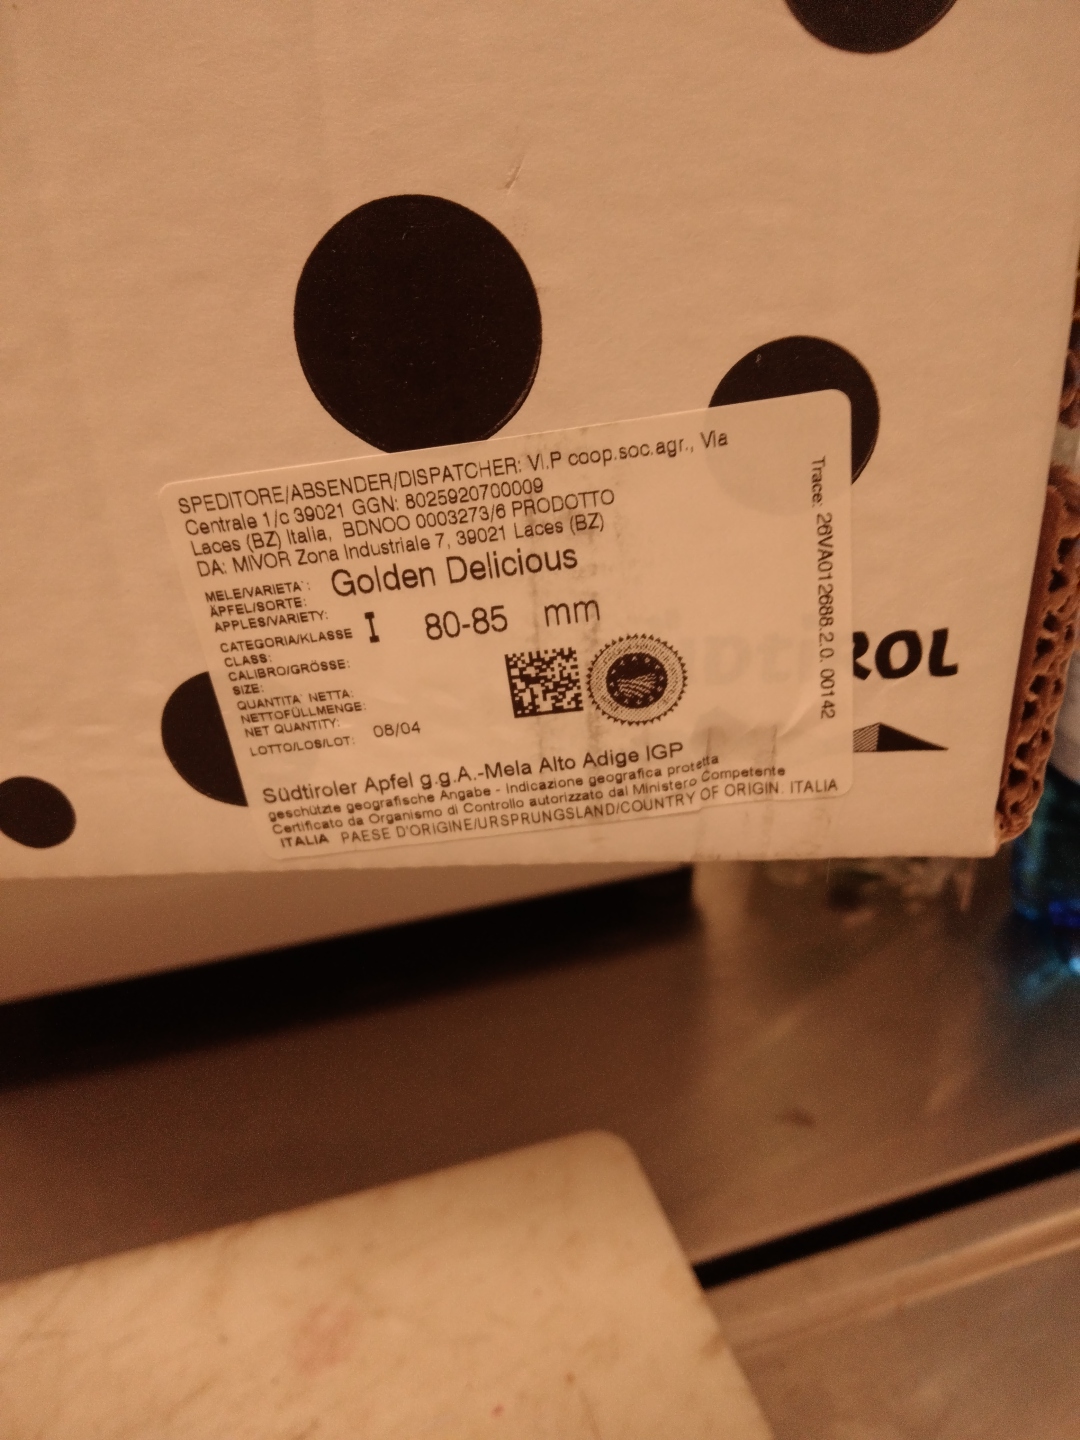 SPEDITORE/ABSENDER/DISPATCHER: VI.P coop.soc.agr., Via
Centrale 1/c 39021 GGN: 8025920700009
Laces (BZ) Italia, BDNOO 0003273/6 PRODOTTO
DA: MIVOR Zona Industriale 7, 39021 Laces (BZ)
MELE/VARIETA`: Golden Delicious
ÄPFEL/SORTE:
APPLES/VARIETY:
CATEGORIA/KLASSE I 80-85 mm
CLASS:
CALIBRO/GRÖSSE:
SIZE:
QUANTITA` NETTA:
NETTOFÜLLMENGE:
NET QUANTITY:
LOTTO/LOS/LOT: 08/04
Südtiroler Apfel g.g.A.-Mela Alto Adige IGP
geschützte geografische Angabe - Indicazione geografica protetta
Certificato da Organismo di Controllo autorizzato dal Ministero Competente
ITALIA PAESE D'ORIGINE/URSPRUNGSLAND/COUNTRY OF ORIGIN. ITALIA
Trace: 26VA012688.2.0. 00142
ROL